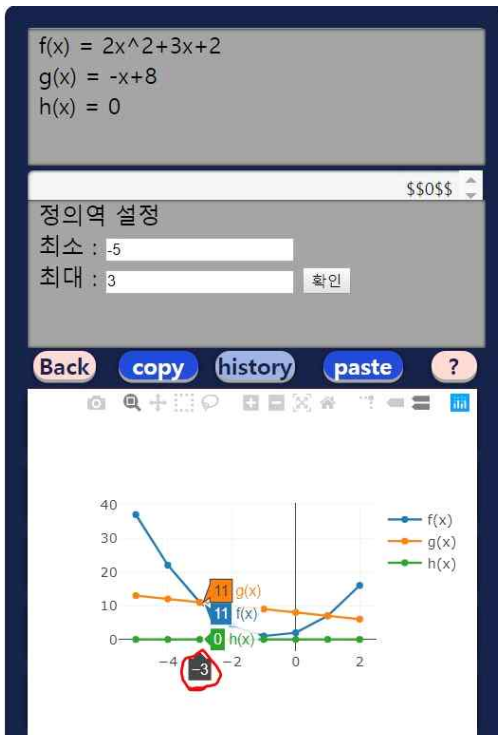 f(x) = 2x^2+3x+2
g(x) = -x+8
h(x) = 0
$$0$$
정의역 설정
최소 : -5
최대 : 3 확인
Back copy history paste ?
40
30
20
10
0
11 g(x)
11 f(x)
0 h(x)
−4 −3 −2 0 2
f(x)
g(x)
h(x)